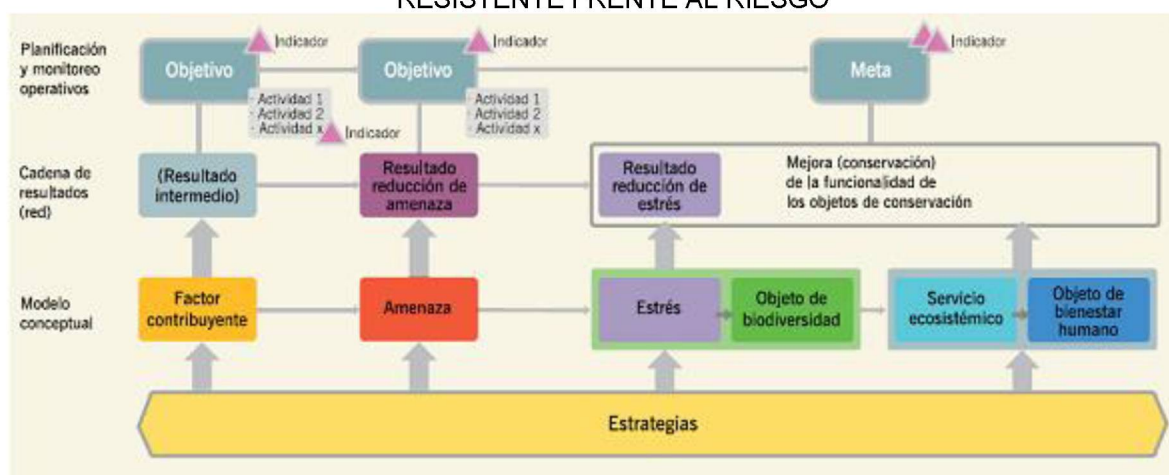 RESISTENTE FRENTE AL RIESGO
Planificación
y monitoreo
operativos
Objetivo
Indicador
- Actividad 1
- Actividad 2
- Actividad x
Indicador
Objetivo
Indicador
- Actividad 1
- Actividad 2
- Actividad x
Meta
Indicador
Cadena de
resultados
(red)
(Resultado
intermedio)
Resultado
reducción de
amenaza
Resultado
reducción de
estrés
Mejora (conservación)
de la funcionalidad de
los objetos de conservación
Modelo
conceptual
Factor
contribuyente
Amenaza
Estrés
Objeto de
biodiversidad
Servicio
ecosistémico
Objeto de
bienestar
humano
Estrategias